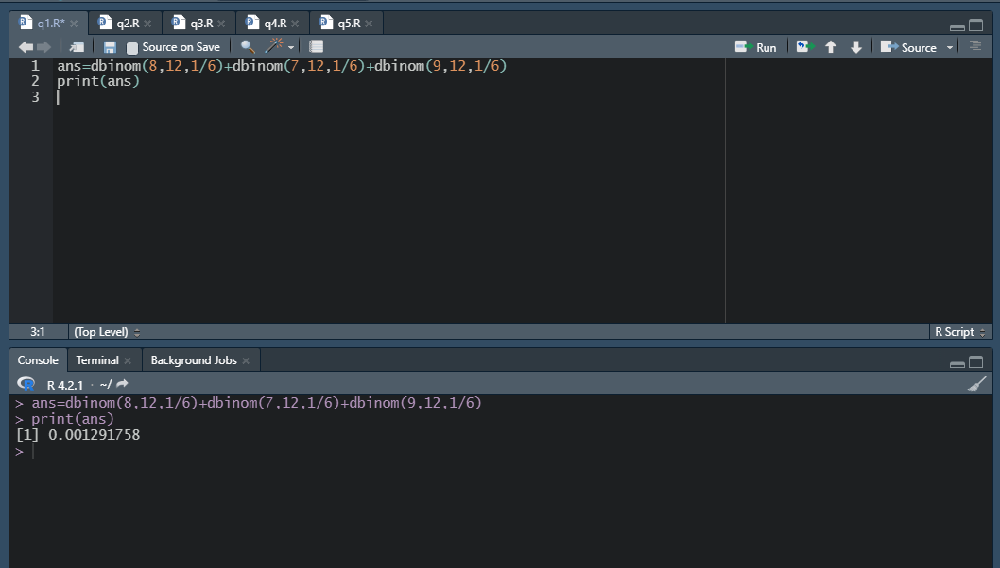 q1.R* q2.R q3.R q4.R q5.R
Source on Save Run Source
1 ans=dbinom(8,12,1/6)+dbinom(7,12,1/6)+dbinom(9,12,1/6)
2 print(ans)
3
3:1 (Top Level) R Script
Console Terminal Background Jobs
R 4.2.1 · ~/
> ans=dbinom(8,12,1/6)+dbinom(7,12,1/6)+dbinom(9,12,1/6)
> print(ans)
[1] 0.001291758
>